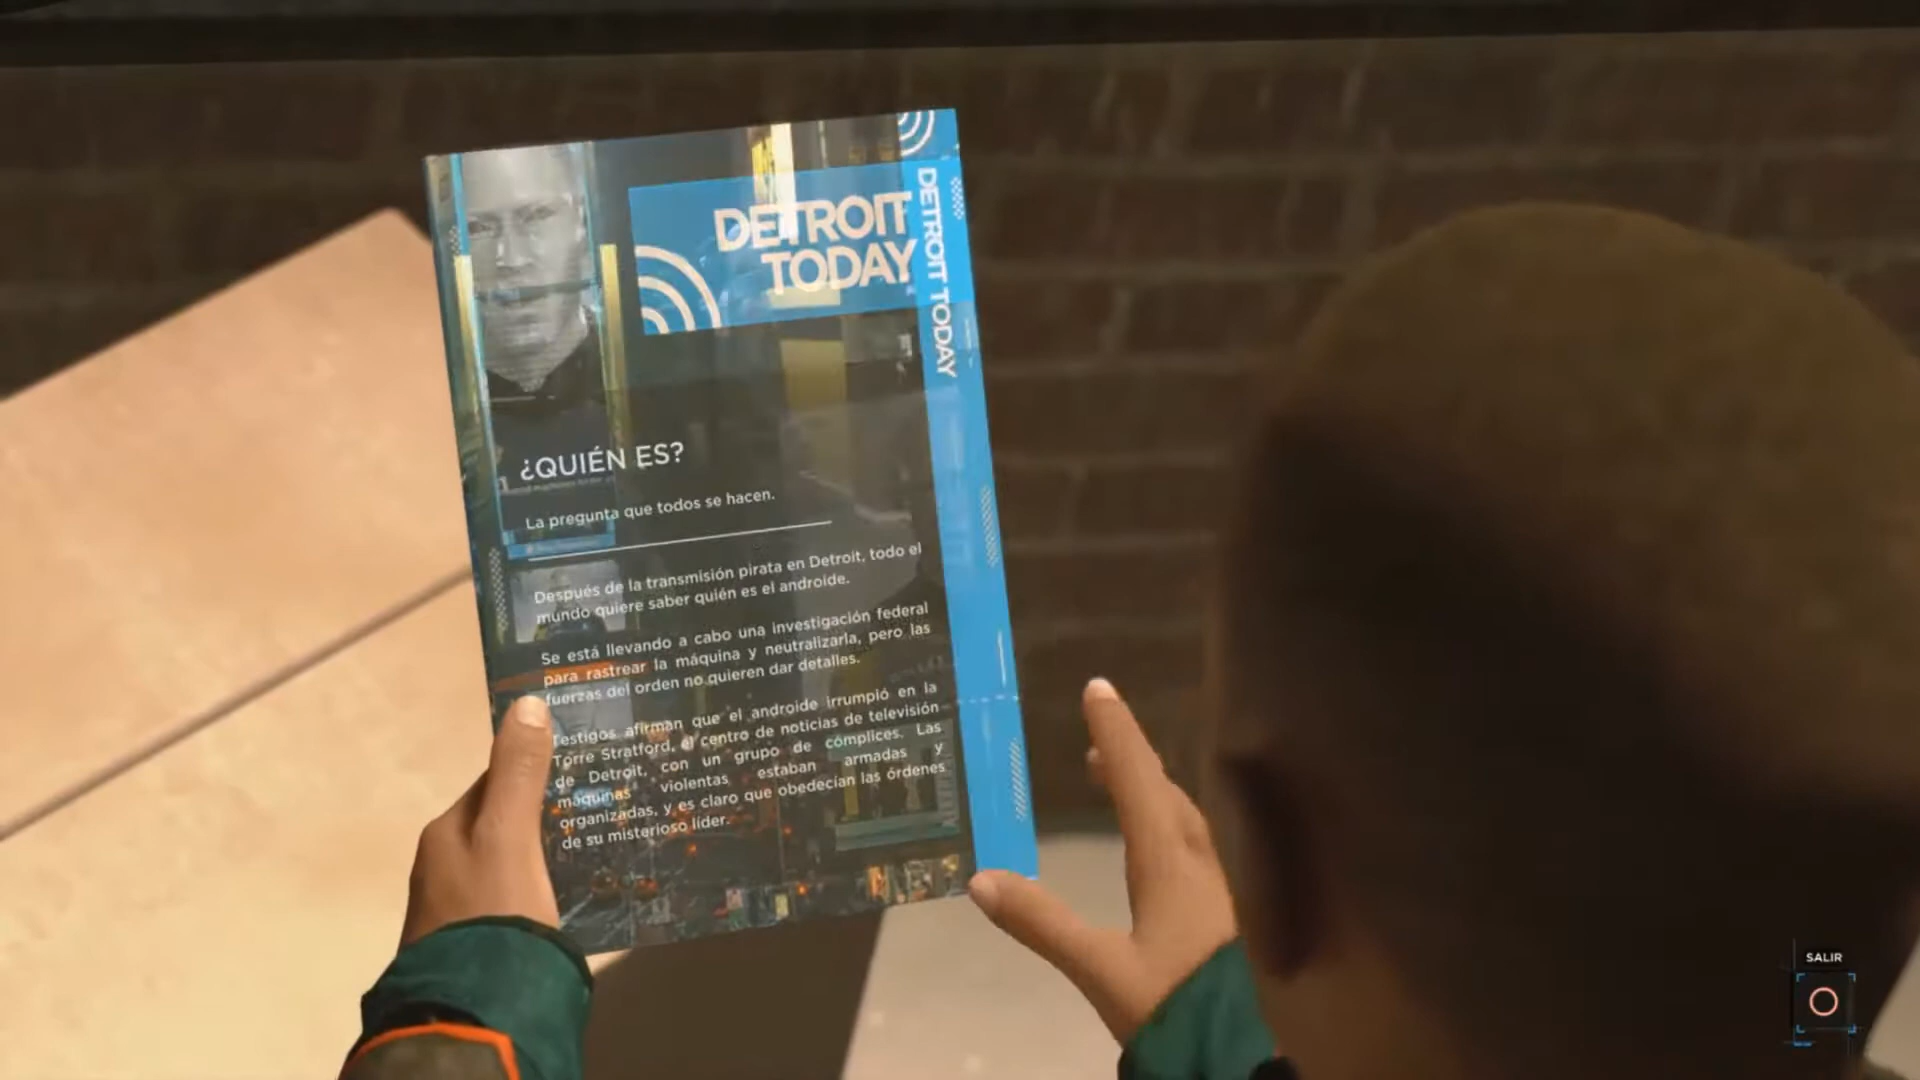 DETROIT
TODAY
DETROIT TODAY
¿QUIÉN ES?
La pregunta que todos se hacen.
Después de la transmisión pirata en Detroit, todo el
mundo quiere saber quién es el androide.
Se está llevando a cabo una investigación federal
para rastrear la máquina y neutralizarla, pero las
fuerzas del orden no quieren dar detalles.
Testigos afirman que el androide irrumpió en la
Torre Stratford, el centro de noticias de televisión
de Detroit, con un grupo de cómplices. Las
máquinas violentas estaban armadas y
organizadas, y es claro que obedecían las órdenes
de su misterioso líder.
SALIR